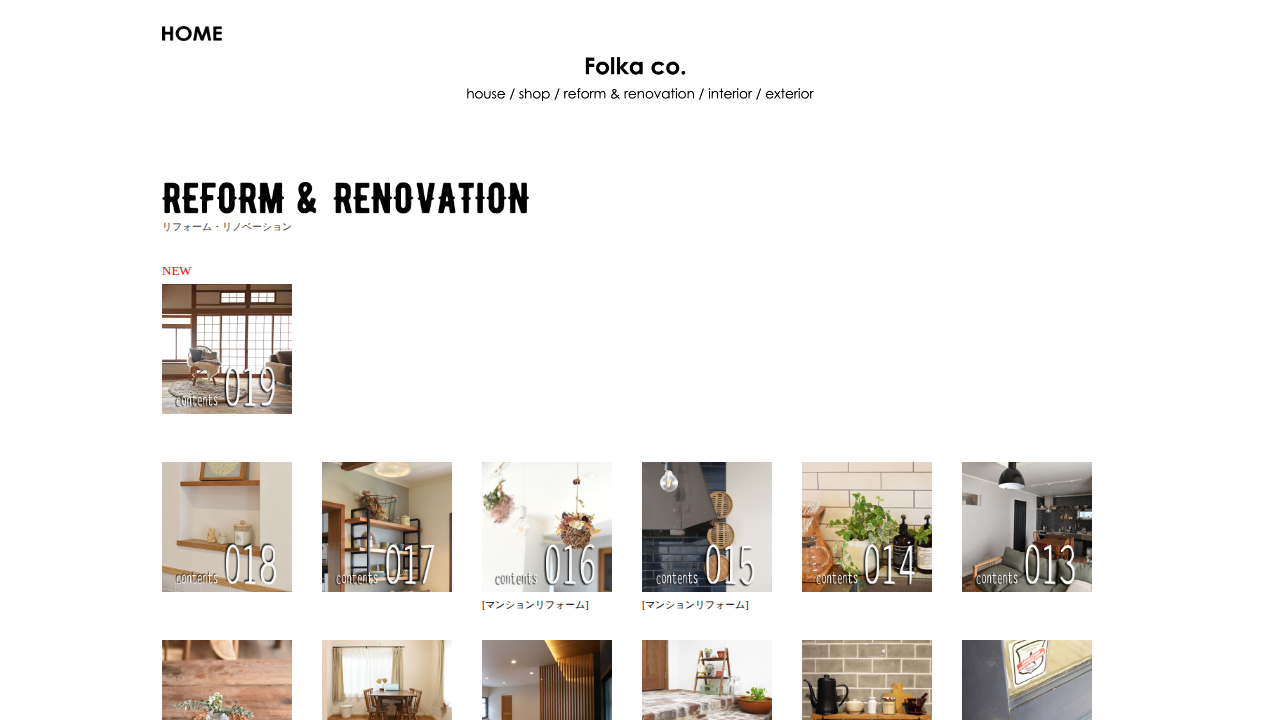 HOME
Folka co.
house / shop / reform & renovation / interior / exterior
REFORM & RENOVATION
リフォーム・リノベーション
NEW
contents 019
contents 018
contents 017
contents 016
contents 015
contents 014
contents 013
[マンションリフォーム]
[マンションリフォーム]